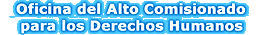 Oficina del Alto Comisionado
para los Derechos Humanos